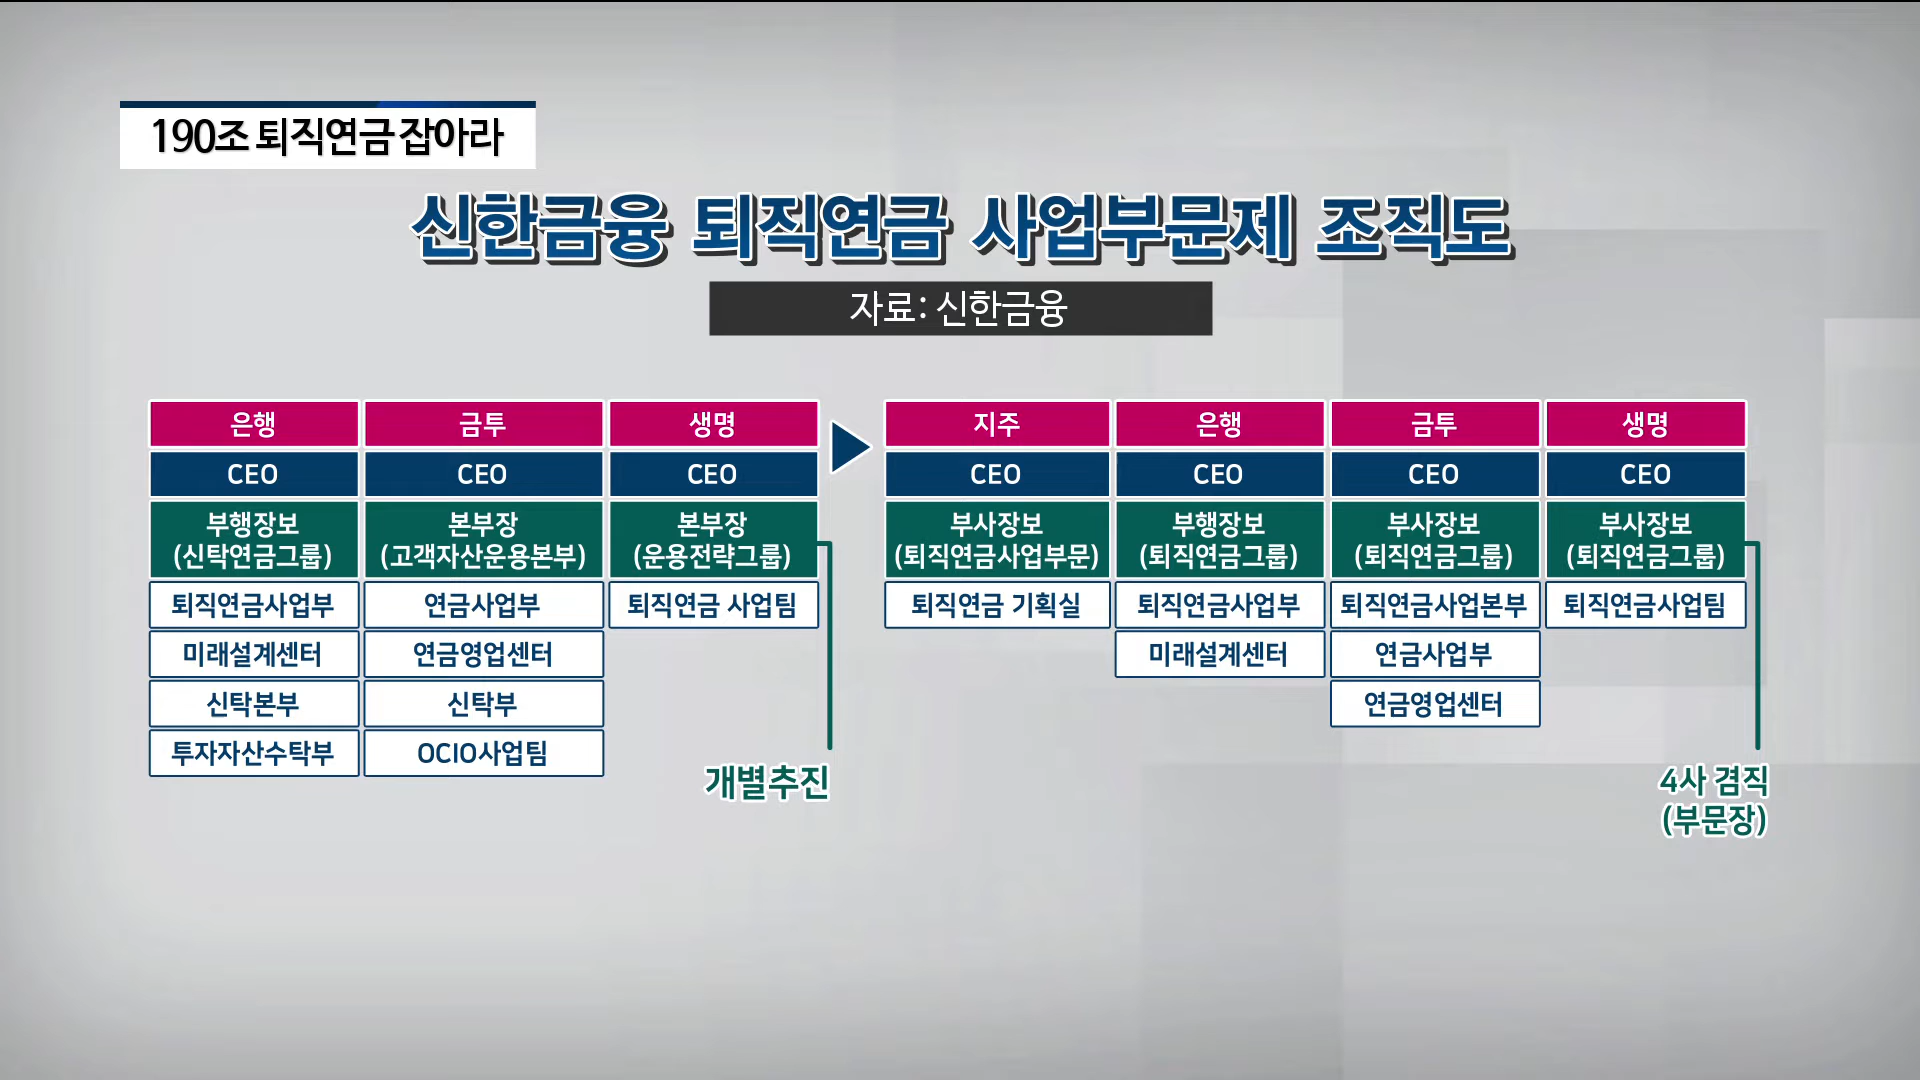 190조 퇴직연금 잡아라
신한금융 퇴직연금 사업부문제 조직도
자료: 신한금융
은행 금투 생명
CEO CEO CEO
부행장보 본부장 본부장
(신탁연금그룹) (고객자산운용본부) (운용전략그룹)
퇴직연금사업부 연금사업부 퇴직연금 사업팀
미래설계센터 연금영업센터
신탁본부 신탁부
투자자산수탁부 OCIO사업팀
개별추진
지주 은행 금투 생명
CEO CEO CEO CEO
부사장보 부행장보 부사장보 부사장보
(퇴직연금사업부문) (퇴직연금그룹) (퇴직연금그룹) (퇴직연금그룹)
퇴직연금 기획실 퇴직연금사업부 퇴직연금사업본부 퇴직연금사업팀
미래설계센터 연금사업부
연금영업센터
4사 겸직
(부문장)